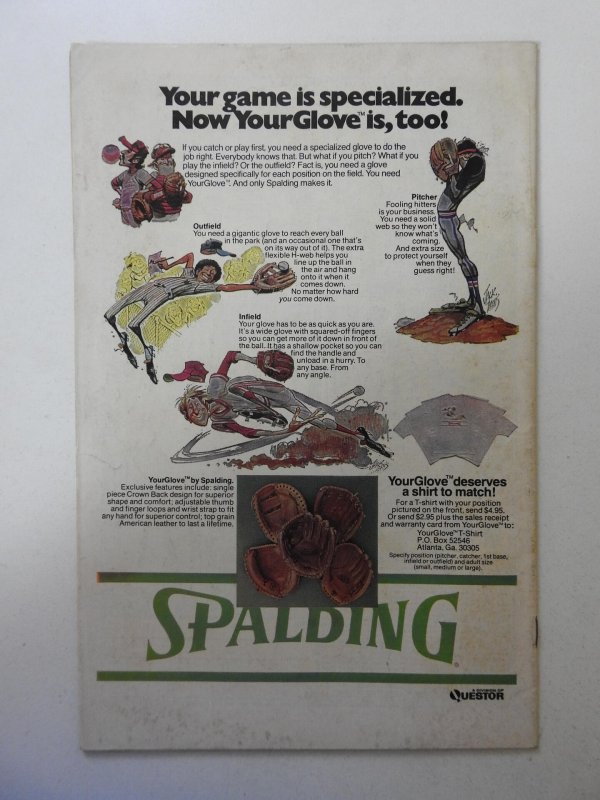 Your game is specialized.
Now YourGlove™ is, too!
If you catch or play first, you need a specialized glove to do the
job right. Everybody knows that. But what if you pitch? What if you
play the infield? Or the outfield? Fact is, you need a glove
designed specifically for each position on the field. You need
YourGlove™. And only Spalding makes it.
Pitcher
Fooling hitters
is your business.
You need a solid
web so they won't
know what's
coming.
And extra size
to protect yourself
when they
guess right!
Outfield
You need a gigantic glove to reach every ball
in the park (and an occasional one that's
on its way out of it). The extra
flexible H-web helps you
line up the ball in
the air and hang
onto it when it
comes down.
No matter how hard
you come down.
Infield
Your glove has to be as quick as you are.
It's a wide glove with squared-off fingers
so you can get more of it down in front of
the ball. It has a shallow pocket so you can
find the handle and
unload in a hurry. To
any base. From
any angle.
YourGlove™ by Spalding.
Exclusive features include: single
piece Crown Back design for superior
shape and comfort; adjustable thumb
and finger loops and wrist strap to fit
any hand for superior control; top grain
American leather to last a lifetime.
YourGlove™ deserves
a shirt to match!
For a T-shirt with your position
pictured on the front, send $4.95.
Or send $2.95 plus the sales receipt
and warranty card from YourGlove™ to:
YourGlove™ T-Shirt
P.O. Box 52546
Atlanta, Ga. 30305
Specify position (pitcher, catcher, 1st base,
infield or outfield) and adult size
(small, medium or large).
SPALDING®
A DIVISION OF
QUESTOR